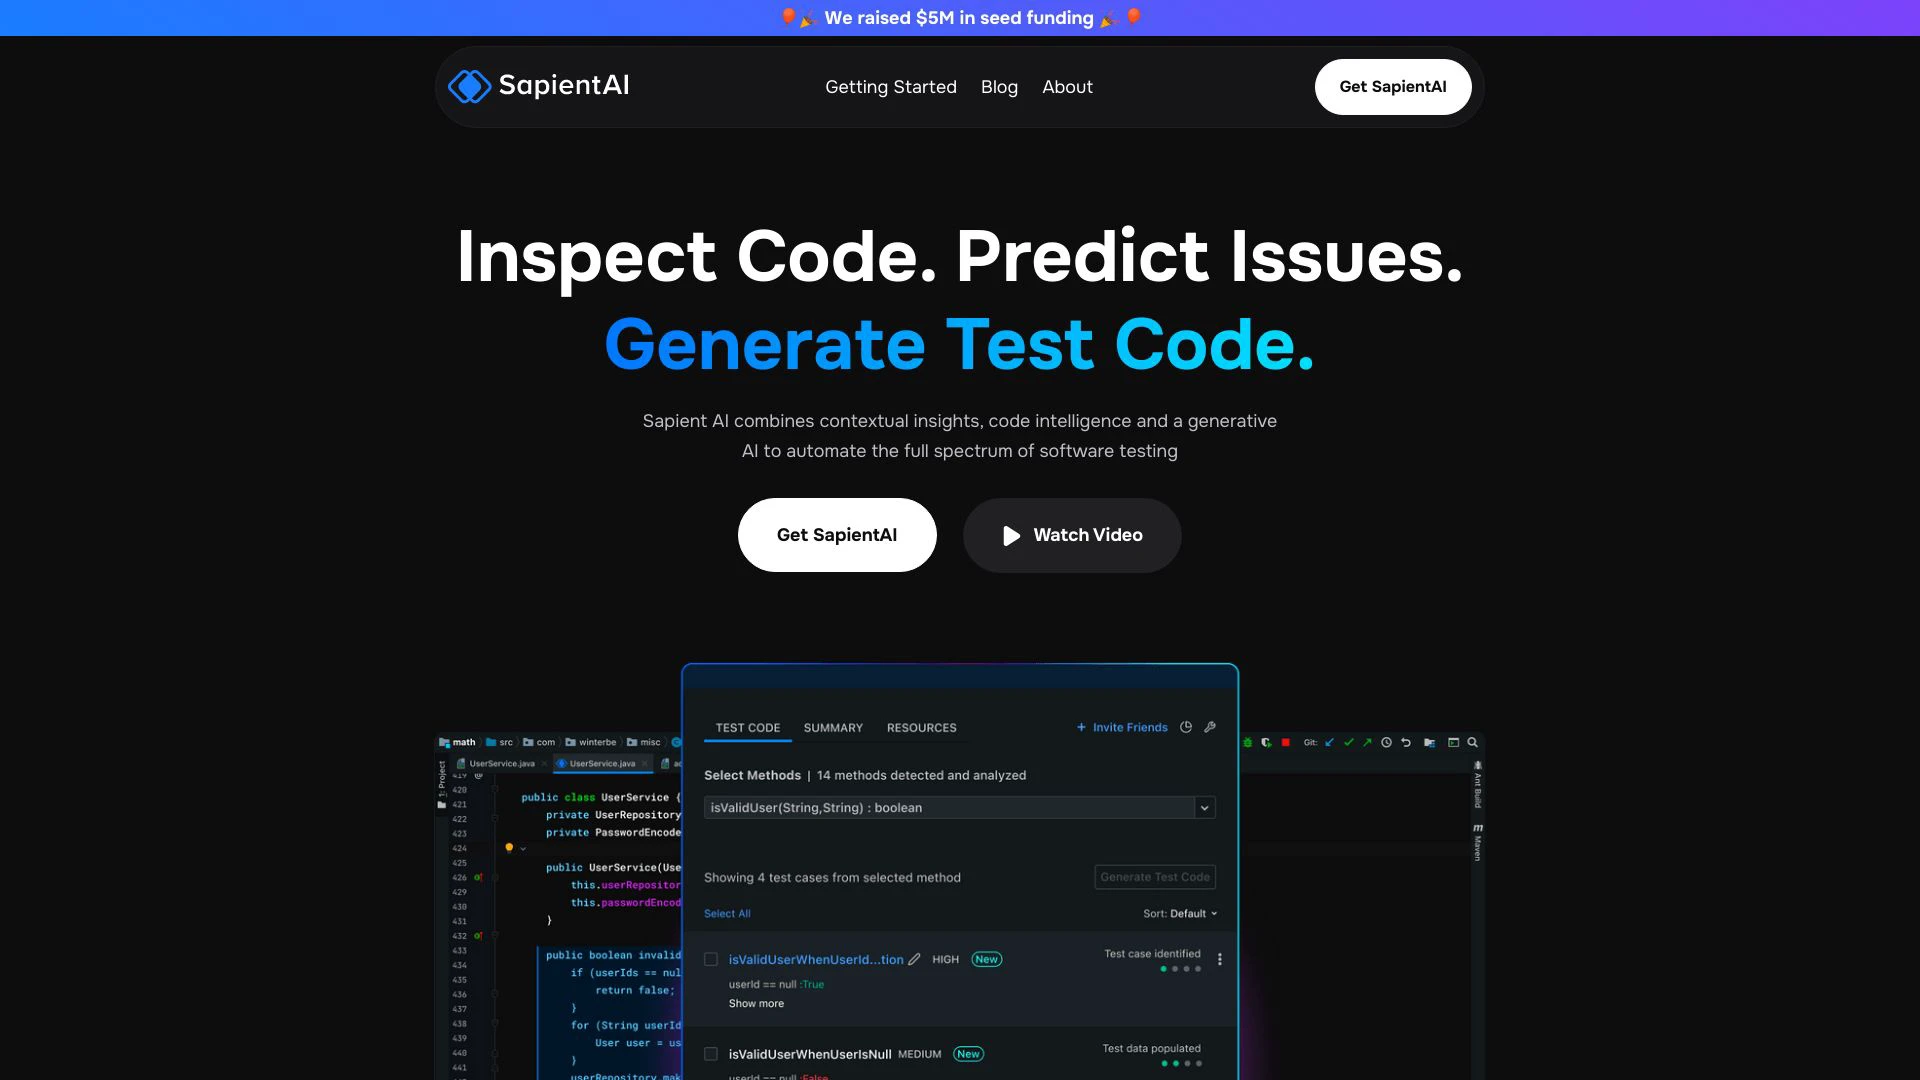 🎈🎉 We raised $5M in seed funding 🎉🎈
SapientAI
Getting Started Blog About
Get SapientAI
Inspect Code. Predict Issues.
Generate Test Code.
Sapient AI combines contextual insights, code intelligence and a generative
AI to automate the full spectrum of software testing
Get SapientAI
Watch Video
TEST CODE SUMMARY RESOURCES
+ Invite Friends
Select Methods | 14 methods detected and analyzed
isValidUser(String,String) : boolean
Showing 4 test cases from selected method
Generate Test Code
Select All
Sort: Default
isValidUserWhenUserId...tion HIGH New
Test case identified
userId == null :True
Show more
isValidUserWhenUserIsNull MEDIUM New
Test data populated
userId == null :False
math src com winterbe misc
Git:
UserService.java × UserService.java ×
1: Project
Ant Build
m Maven
419 @
420
421 public class UserService {
422 private UserRepository
423 private PasswordEncode
424
425 public UserService(Use
426 this.userRepositor
429 this.passwordEncod
430 }
431
432
433 public boolean invalid
434 if (userIds == nul
435 return false;
436 }
437
438 for (String userId
439 User user = us
440 }
441 userRepository.mak